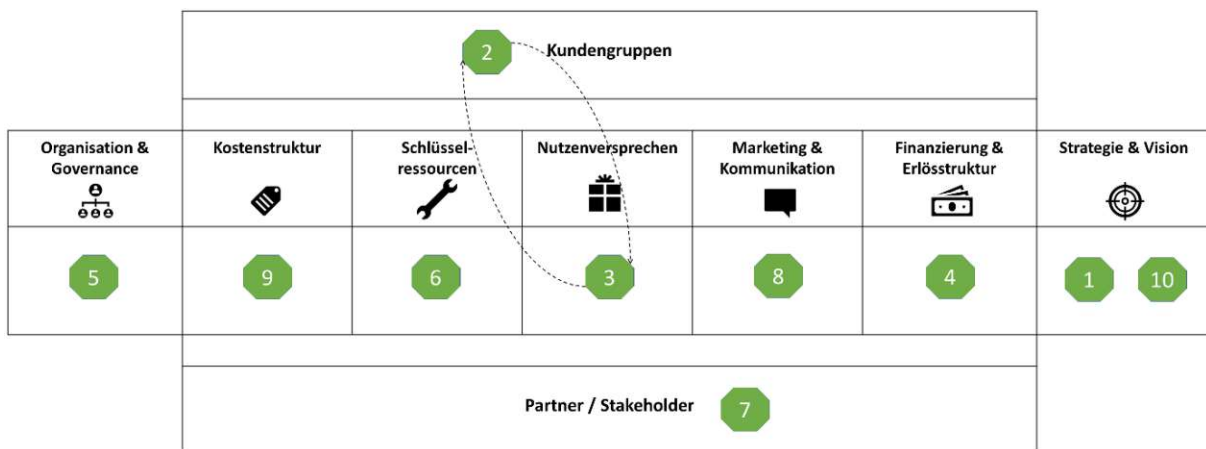 2 Kundengruppen
Organisation &
Governance
Kostenstruktur
Schlüssel-
ressourcen
Nutzenversprechen
Marketing &
Kommunikation
Finanzierung &
Erlösstruktur
Strategie & Vision
5
9
6
3
8
4
1 10
Partner / Stakeholder 7